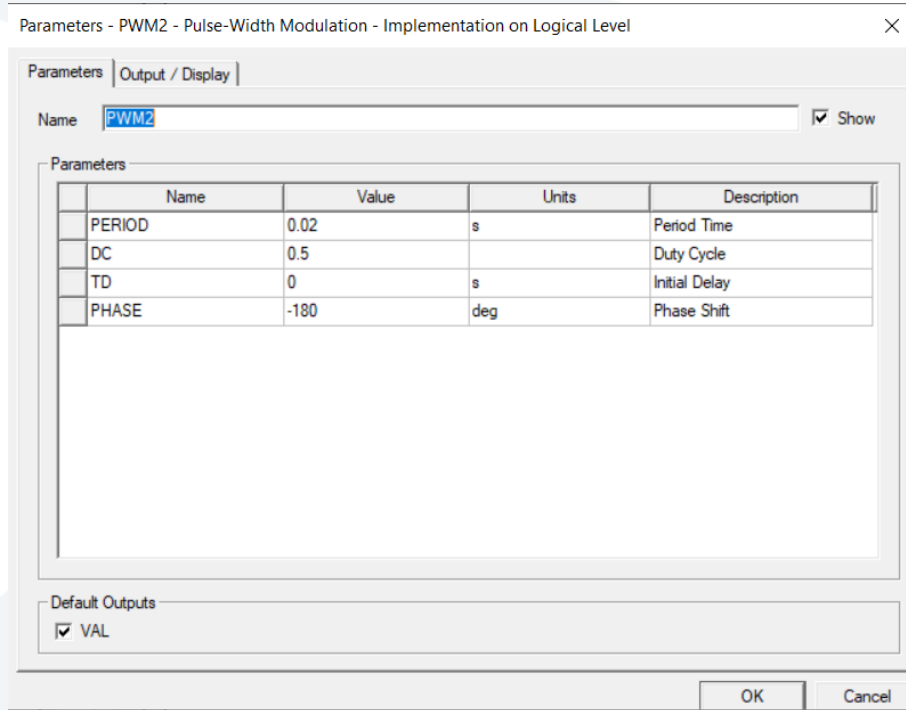 Parameters - PWM2 - Pulse-Width Modulation - Implementation on Logical Level
Parameters Output / Display
Name PWM2 Show
Parameters
Name Value Units Description
PERIOD 0.02 s Period Time
DC 0.5 Duty Cycle
TD 0 s Initial Delay
PHASE -180 deg Phase Shift
Default Outputs
VAL
OK Cancel